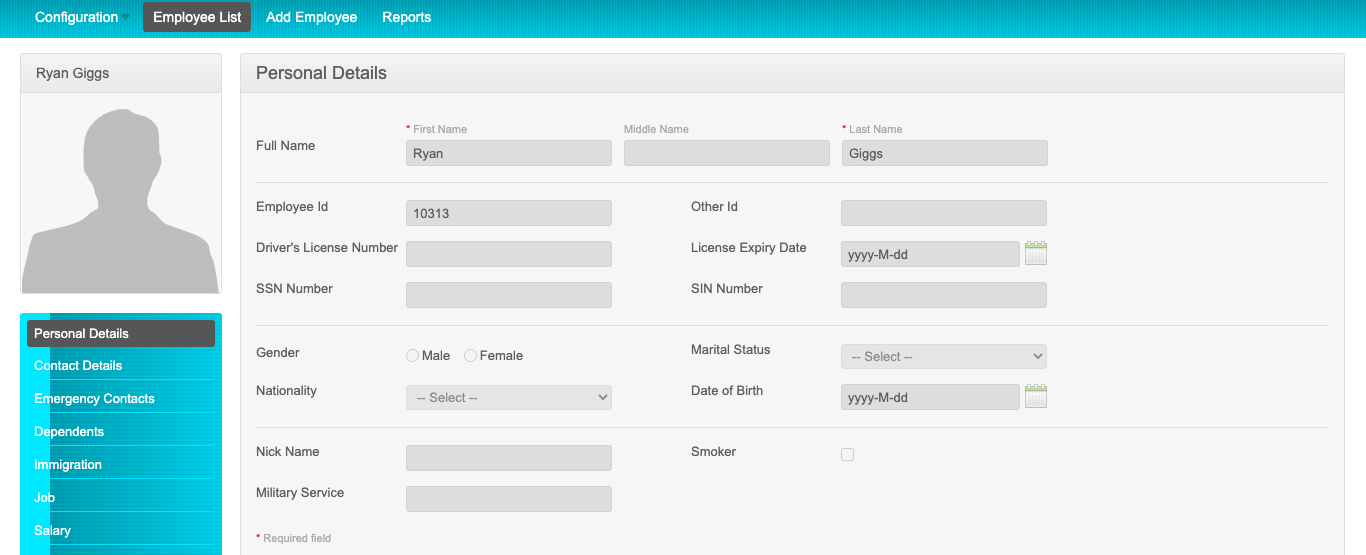 Configuration Employee List Add Employee Reports
Ryan Giggs
Personal Details
Contact Details
Emergency Contacts
Dependents
Immigration
Job
Salary
Personal Details
* First Name Middle Name * Last Name
Full Name Ryan Giggs
Employee Id 10313 Other Id
Driver's License Number License Expiry Date yyyy-M-dd
SSN Number SIN Number
Gender Male Female Marital Status -- Select --
Nationality -- Select -- Date of Birth yyyy-M-dd
Nick Name Smoker
Military Service
* Required field